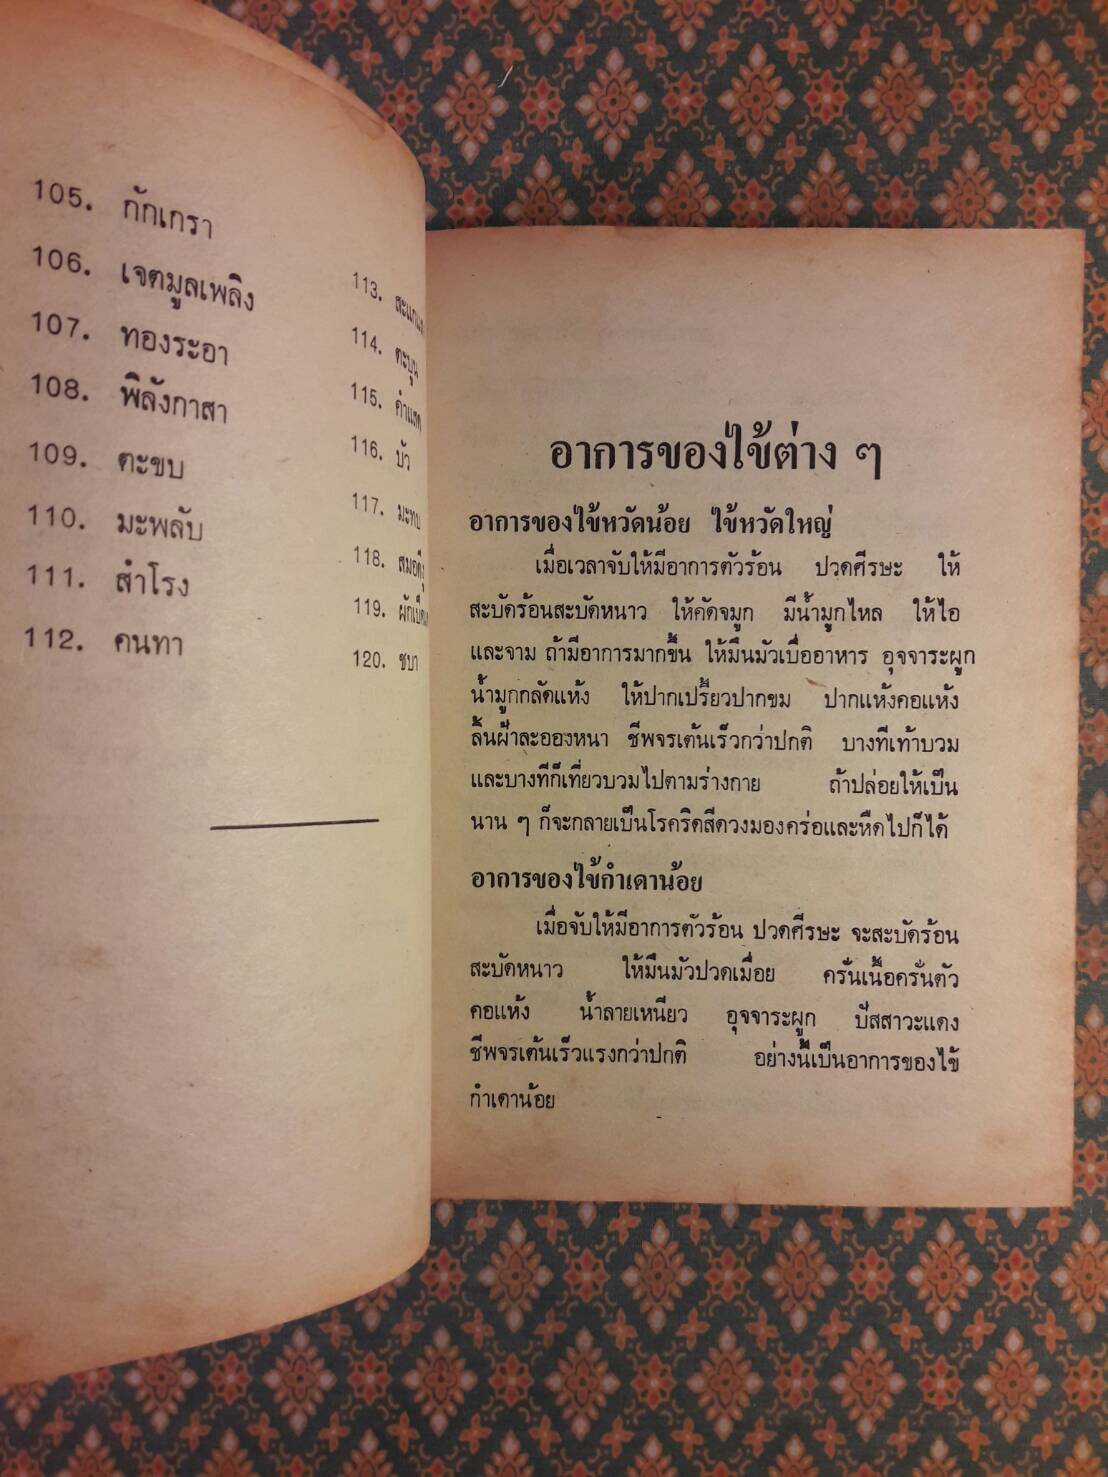 105. กักเกรา
106. เจตมูลเพลิง
107. ทองระอา
108. พิลังกาสา
109. ตะขบ
110. มะพลับ
111. สำโรง
112. คนทา
113.
114. ตะบูน
115. คำแสด
116. บัว
117.
118.
119.
120. ชบา
อาการของไข้ต่าง ๆ
อาการของไข้หวัดน้อย ไข้หวัดใหญ่
เมื่อเวลาจับให้มีอาการตัวร้อน ปวดศีรษะ ให้
สะบัดร้อนสะบัดหนาว ให้คัดจมูก มีน้ำมูกไหล ให้ไอ
และจาม ถ้ามีอาการมากขึ้น ให้มึนมัวเบื่ออาหาร อุจจาระผูก
น้ำมูกกลัดแห้ง ให้ปากเปรี้ยวปากขม ปากแห้งคอแห้ง
ลิ้นฝ้าละอองหนา ชีพจรเต้นเร็วกว่าปกติ บางทีเท้าบวม
และบางทีก็เที่ยวบวมไปตามร่างกาย ถ้าปล่อยให้เป็น
นาน ๆ ก็จะกลายเป็นโรคริดสีดวงมองคร่อและหืดไปก็ได้
อาการของไข้กำเดาน้อย
เมื่อจับให้มีอาการตัวร้อน ปวดศีรษะ จะสะบัดร้อน
สะบัดหนาว ให้มึนมัวปวดเมื่อย ครั่นเนื้อครั่นตัว
คอแห้ง น้ำลายเหนียว อุจจาระผูก ปัสสาวะแดง
ชีพจรเต้นเร็วแรงกว่าปกติ อย่างนี้เป็นอาการของไข้
กำเดาน้อย